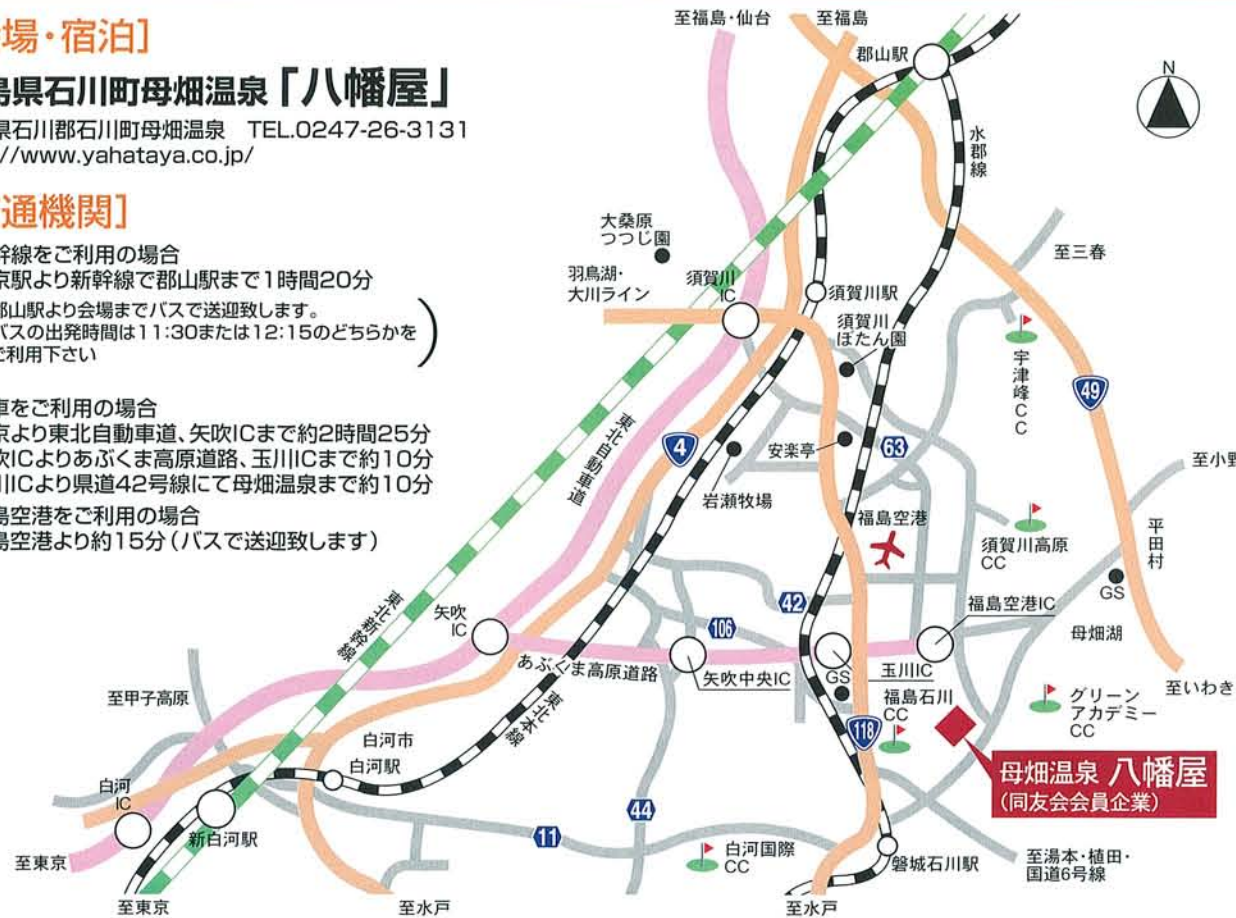 場・宿泊］
島県石川町母畑温泉「八幡屋」
県石川郡石川町母畑温泉　TEL.0247-26-3131
//www.yahataya.co.jp/
通機関］
幹線をご利用の場合
京駅より新幹線で郡山駅まで1時間20分
郡山駅より会場までバスで送迎致します。
バスの出発時間は11:30または12:15のどちらかを
ご利用下さい
車をご利用の場合
京より東北自動車道、矢吹ICまで約2時間25分
吹ICよりあぶくま高原道路、玉川ICまで約10分
川ICより県道42号線にて母畑温泉まで約10分
島空港をご利用の場合
島空港より約15分（バスで送迎致します）
至福島・仙台
至福島
郡山駅
N
水郡線
大桑原
つつじ園
至三春
羽鳥湖・
大川ライン
須賀川
IC
須賀川駅
須賀川
ぼたん園
宇津峰CC
49
東北自動車道
4
安楽亭
63
至小野
岩瀬牧場
福島空港
須賀川高原
CC
平田村
GS
東北新幹線
矢吹
IC
42
106
福島空港IC
母畑湖
あぶくま高原道路
矢吹中央IC
GS
玉川IC
至いわき
東北本線
至甲子高原
福島石川
CC
グリーン
アカデミー
CC
118
白河市
白河駅
母畑温泉 八幡屋
（同友会会員企業）
白河
IC
新白河駅
44
11
至東京
白河国際
CC
磐城石川駅
至湯本・植田・
国道6号線
至東京
至水戸
至水戸